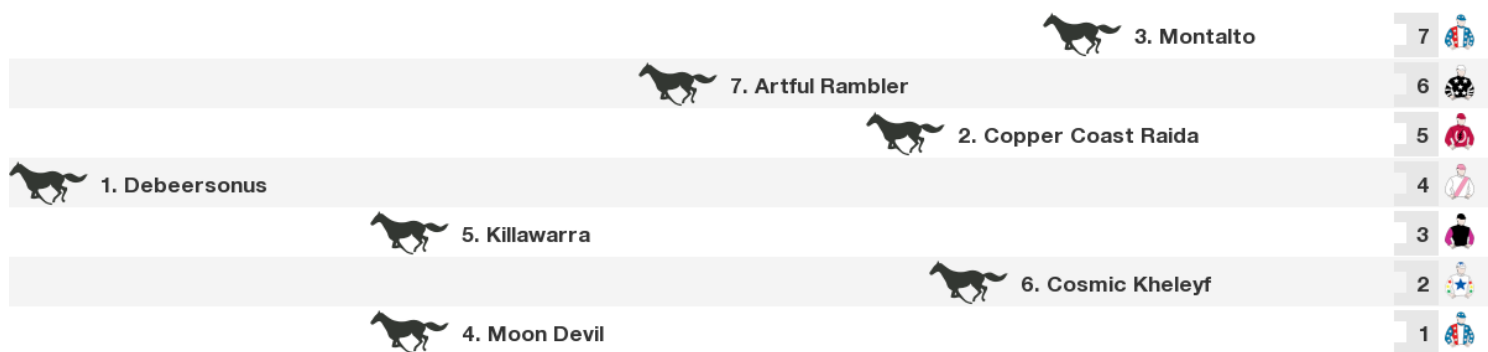 3. Montalto 7
7. Artful Rambler 6
2. Copper Coast Raida 5
1. Debeersonus 4
5. Killawarra 3
6. Cosmic Kheleyf 2
4. Moon Devil 1